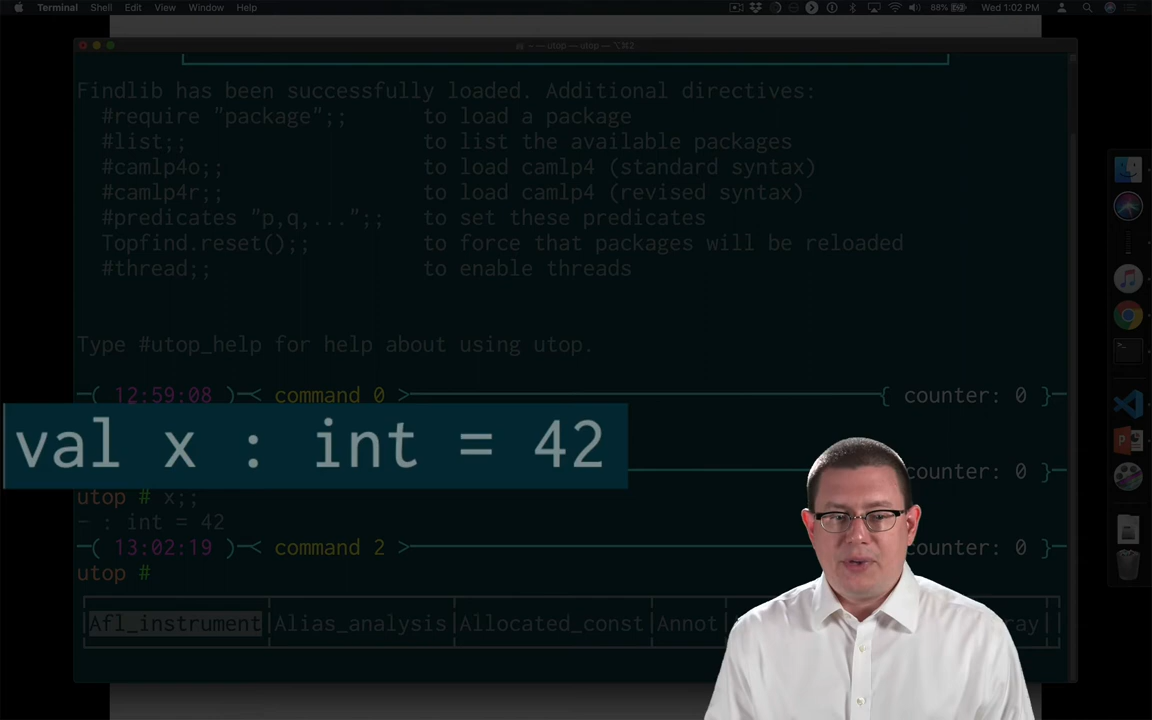 Terminal Shell Edit View Window Help 88% Wed 1:02 PM
~ — utop — utop — ⌥⌘2
Findlib has been successfully loaded. Additional directives:
#require "package";; to load a package
#list;; to list the available packages
#camlp4o;; to load camlp4 (standard syntax)
#camlp4r;; to load camlp4 (revised syntax)
#predicates "p,q,...";; to set these predicates
Topfind.reset();; to force that packages will be reloaded
#thread;; to enable threads
Type #utop_help for help about using utop.
─( 12:59:08 )─< command 0 >─{ counter: 0 }─
val x : int = 42
counter: 0 }─
utop # x;;
- : int = 42
─( 13:02:19 )─< command 2 >─counter: 0 }─
utop #
Afl_instrument Alias_analysis Allocated_const Annot